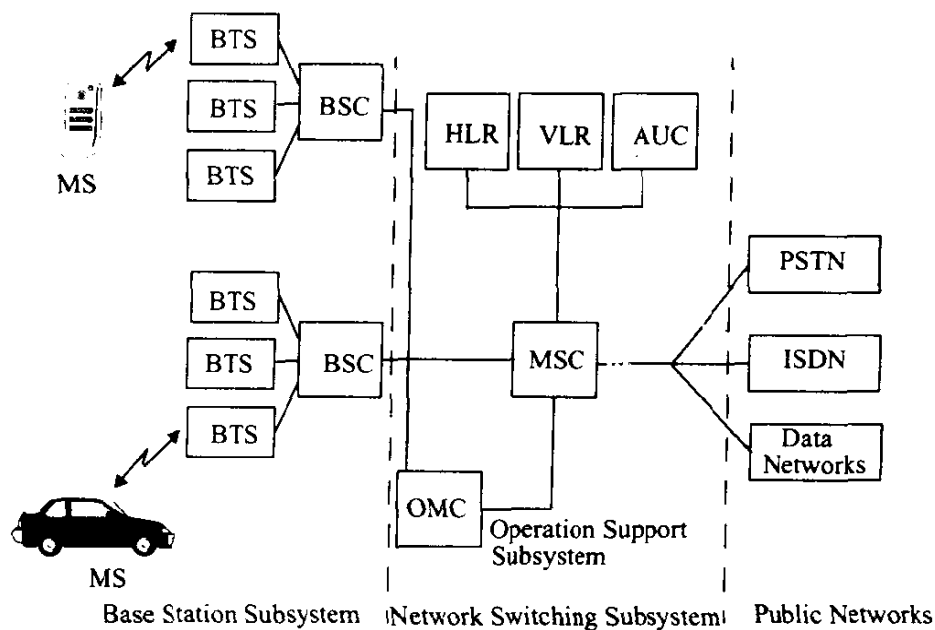 BTS
BTS
BTS
BSC
MS
HLR
VLR
AUC
BTS
BTS
BTS
BSC
MSC
PSTN
ISDN
Data
Networks
OMC
Operation Support
Subsystem
MS
Base Station Subsystem
Network Switching Subsystem
Public Networks